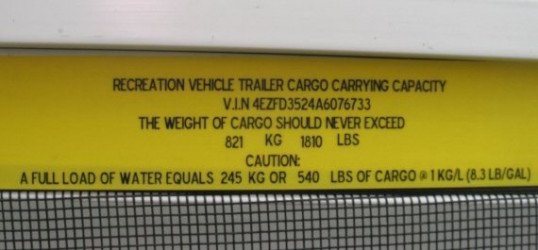 RECREATION VEHICLE TRAILER CARGO CARRYING CAPACITY
V.I.N 4EZFD3524A6076733
THE WEIGHT OF CARGO SHOULD NEVER EXCEED
821 KG 1810 LBS
CAUTION:
A FULL LOAD OF WATER EQUALS 245 KG OR 540 LBS OF CARGO @ 1 KG/L (8.3 LB/GAL)